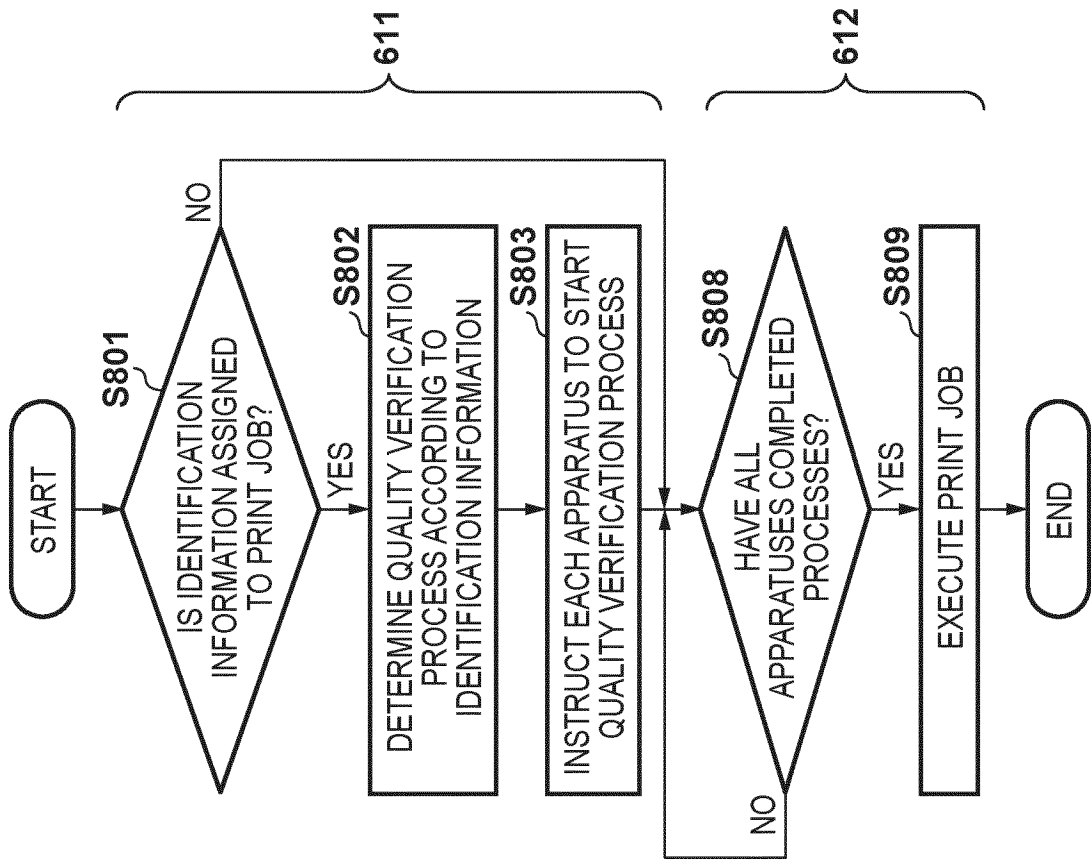 START
S801
IS IDENTIFICATION
INFORMATION ASSIGNED
TO PRINT JOB?
NO
YES
S802
DETERMINE QUALITY VERIFICATION
PROCESS ACCORDING TO
IDENTIFICATION INFORMATION
S803
INSTRUCT EACH APPARATUS TO START
QUALITY VERIFICATION PROCESS
611
S808
HAVE ALL
APPARATUSES COMPLETED
PROCESSES?
NO
YES
S809
EXECUTE PRINT JOB
612
END